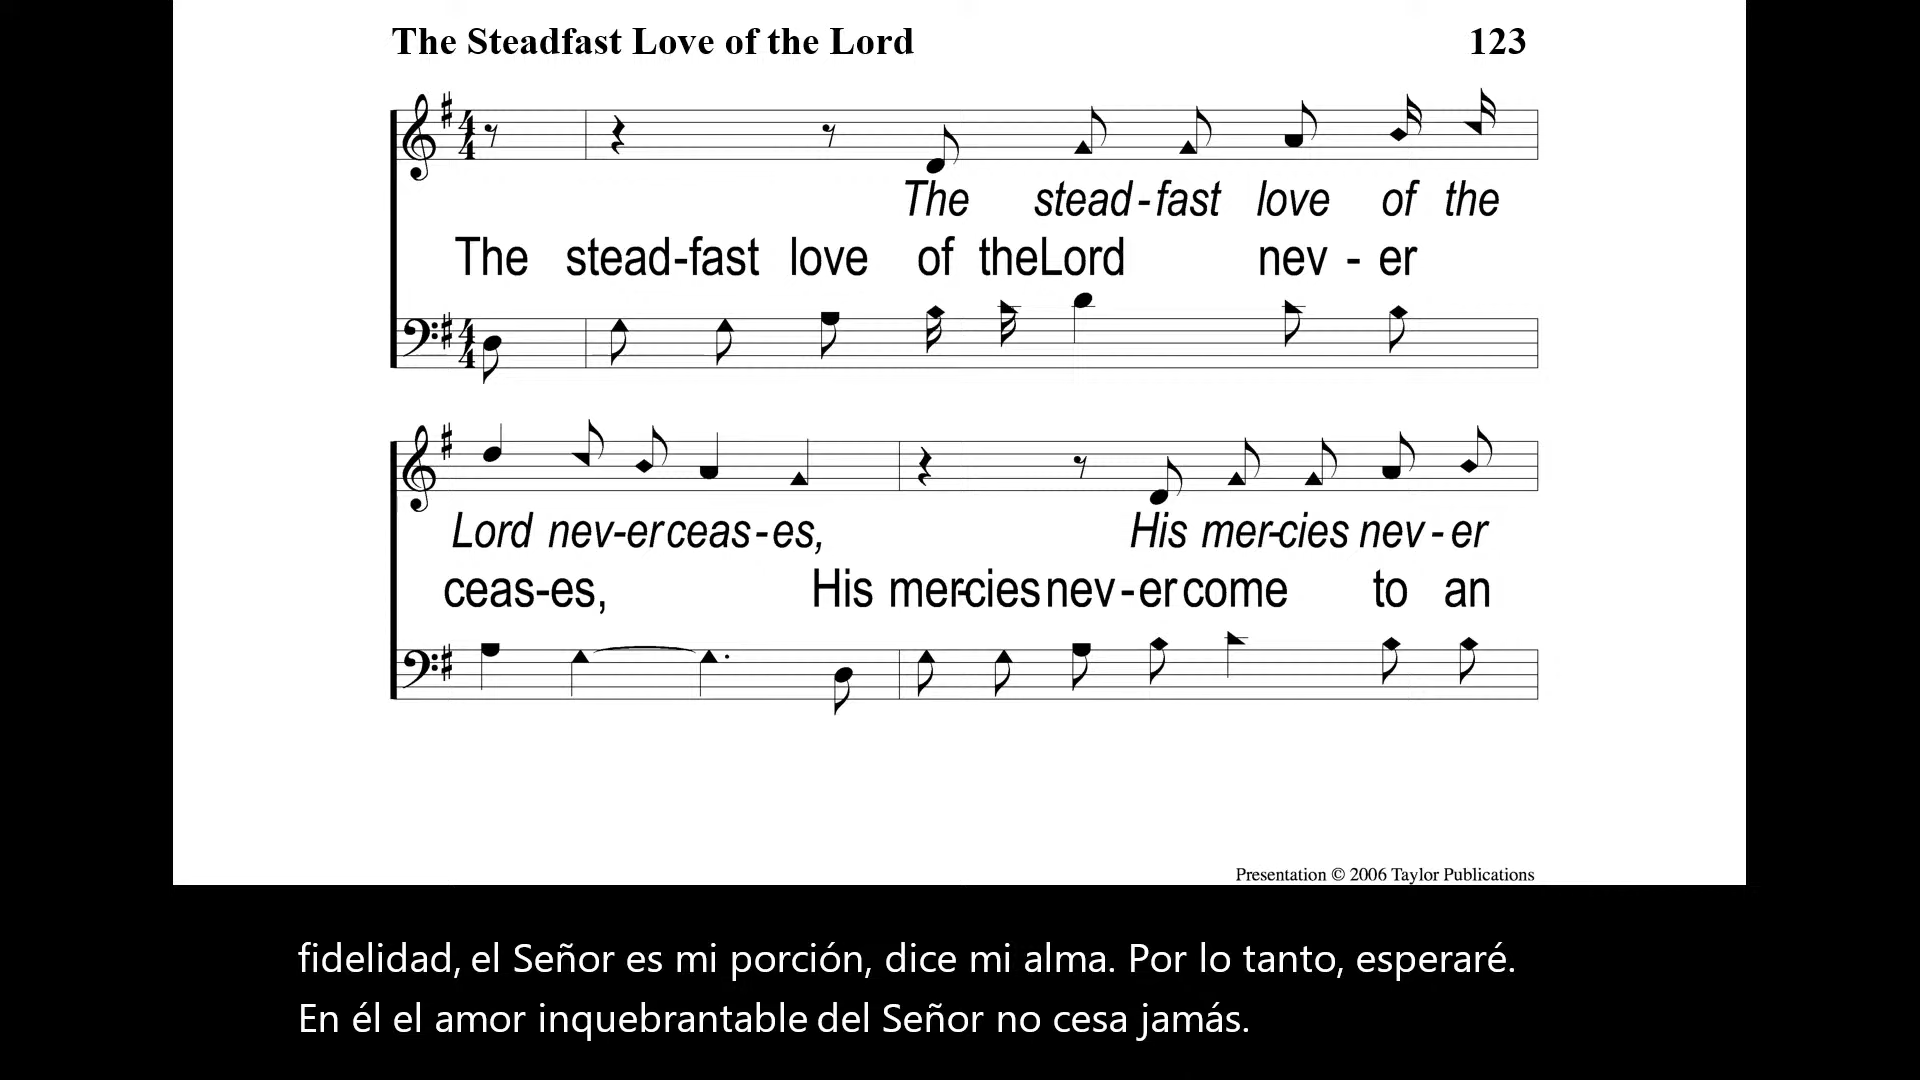 The Steadfast Love of the Lord 123
The stead-fast love of the
The stead-fast love of theLord nev - er
Lord nev-erceas-es, His mer-cies nev-er
ceas-es, His mer-cies nev-er come to an
Presentation © 2006 Taylor Publications
fidelidad, el Señor es mi porción, dice mi alma. Por lo tanto, esperaré.
En él el amor inquebrantable del Señor no cesa jamás.